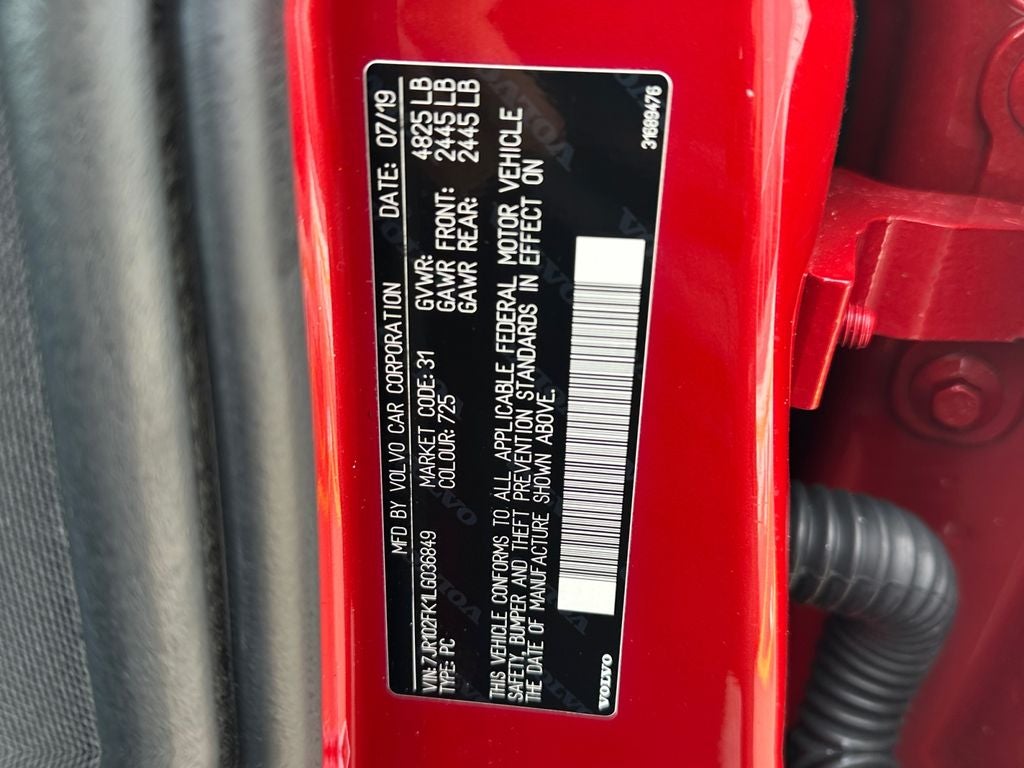 MFD BY VOLVO CAR CORPORATION DATE: 07/19
VIN: 7JR102FK1LG036849 MARKET CODE: 31 GVWR: 4825 LB
TYPE: PC COLOUR: 725 GAWR FRONT: 2445 LB
GAWR REAR: 2445 LB
THIS VEHICLE CONFORMS TO ALL APPLICABLE FEDERAL MOTOR VEHICLE
SAFETY, BUMPER AND THEFT PREVENTION STANDARDS IN EFFECT ON
THE DATE OF MANUFACTURE SHOWN ABOVE.
VOLVO 31689476